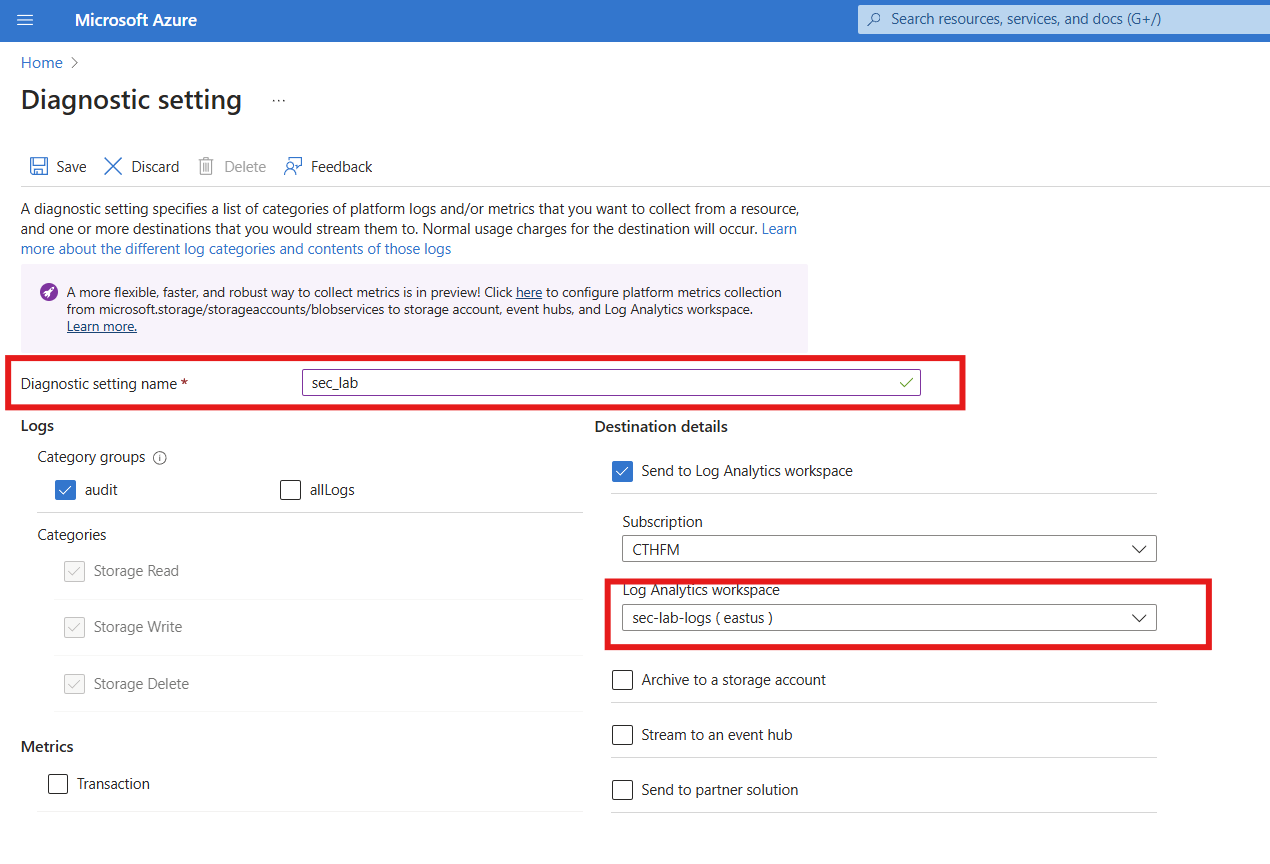 Microsoft Azure
Search resources, services, and docs (G+/)
Home
Diagnostic setting
...
Save
Discard
Delete
Feedback
A diagnostic setting specifies a list of categories of platform logs and/or metrics that you want to collect from a resource,
and one or more destinations that you would stream them to. Normal usage charges for the destination will occur. Learn
more about the different log categories and contents of those logs
A more flexible, faster, and robust way to collect metrics is in preview! Click here to configure platform metrics collection
from microsoft.storage/storageaccounts/blobservices to storage account, event hubs, and Log Analytics workspace.
Learn more.
Diagnostic setting name *
sec_lab
Logs
Category groups
audit
allLogs
Categories
Storage Read
Storage Write
Storage Delete
Metrics
Transaction
Destination details
Send to Log Analytics workspace
Subscription
CTHFM
Log Analytics workspace
sec-lab-logs ( eastus )
Archive to a storage account
Stream to an event hub
Send to partner solution